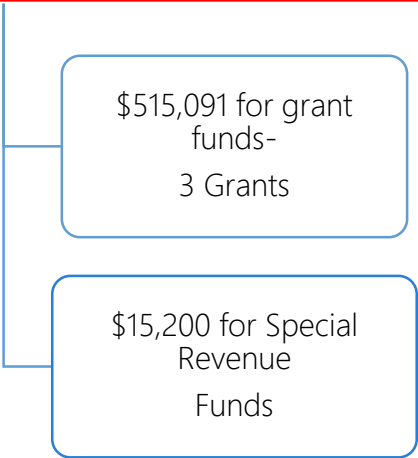 $515,091 for grant
funds-
3 Grants
$15,200 for Special
Revenue
Funds